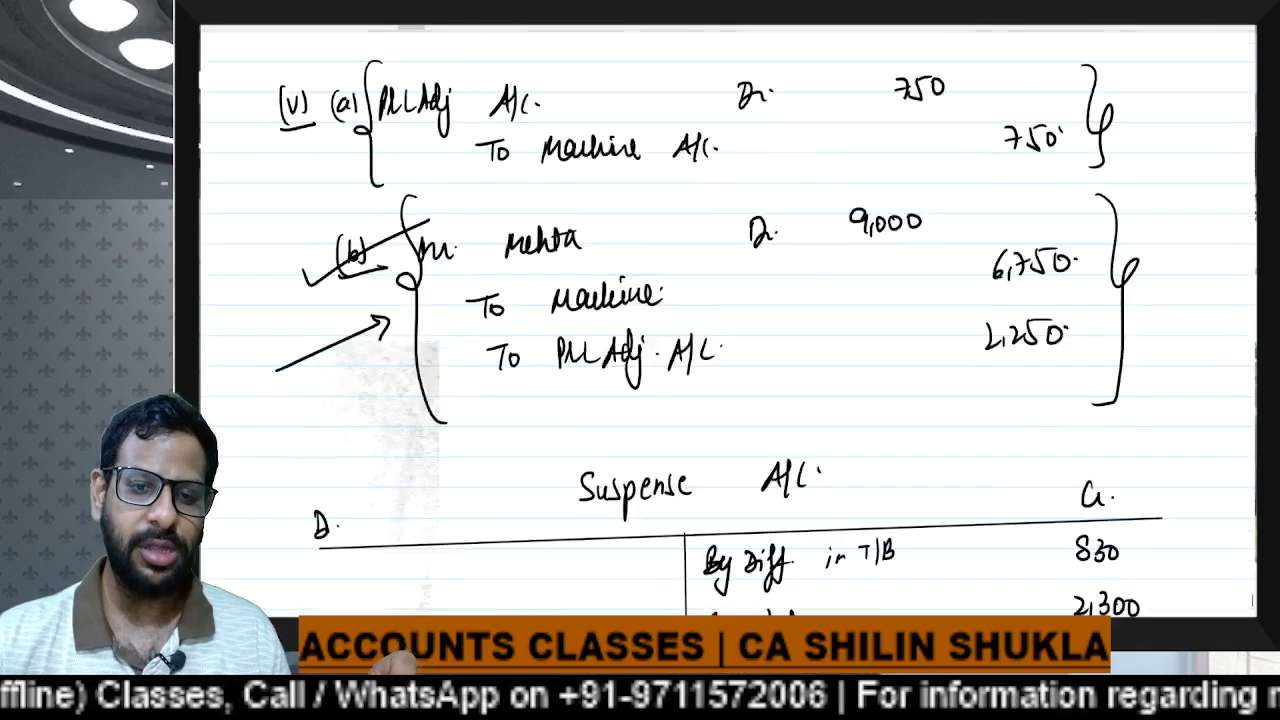 (v) (a) P&L Adj A/c. Dr. 750
To Machine A/c. 750
(b) M. Mehta Dr. 9,000
To Machine 6,750
To P&L Adj. A/c. 2,250
Suspense A/c.
D. Cr.
By Diff. in T/B 830
2,300
ACCOUNTS CLASSES | CA SHILIN SHUKLA
ffline) Classes, Call / WhatsApp on +91-9711572006 | For information regarding